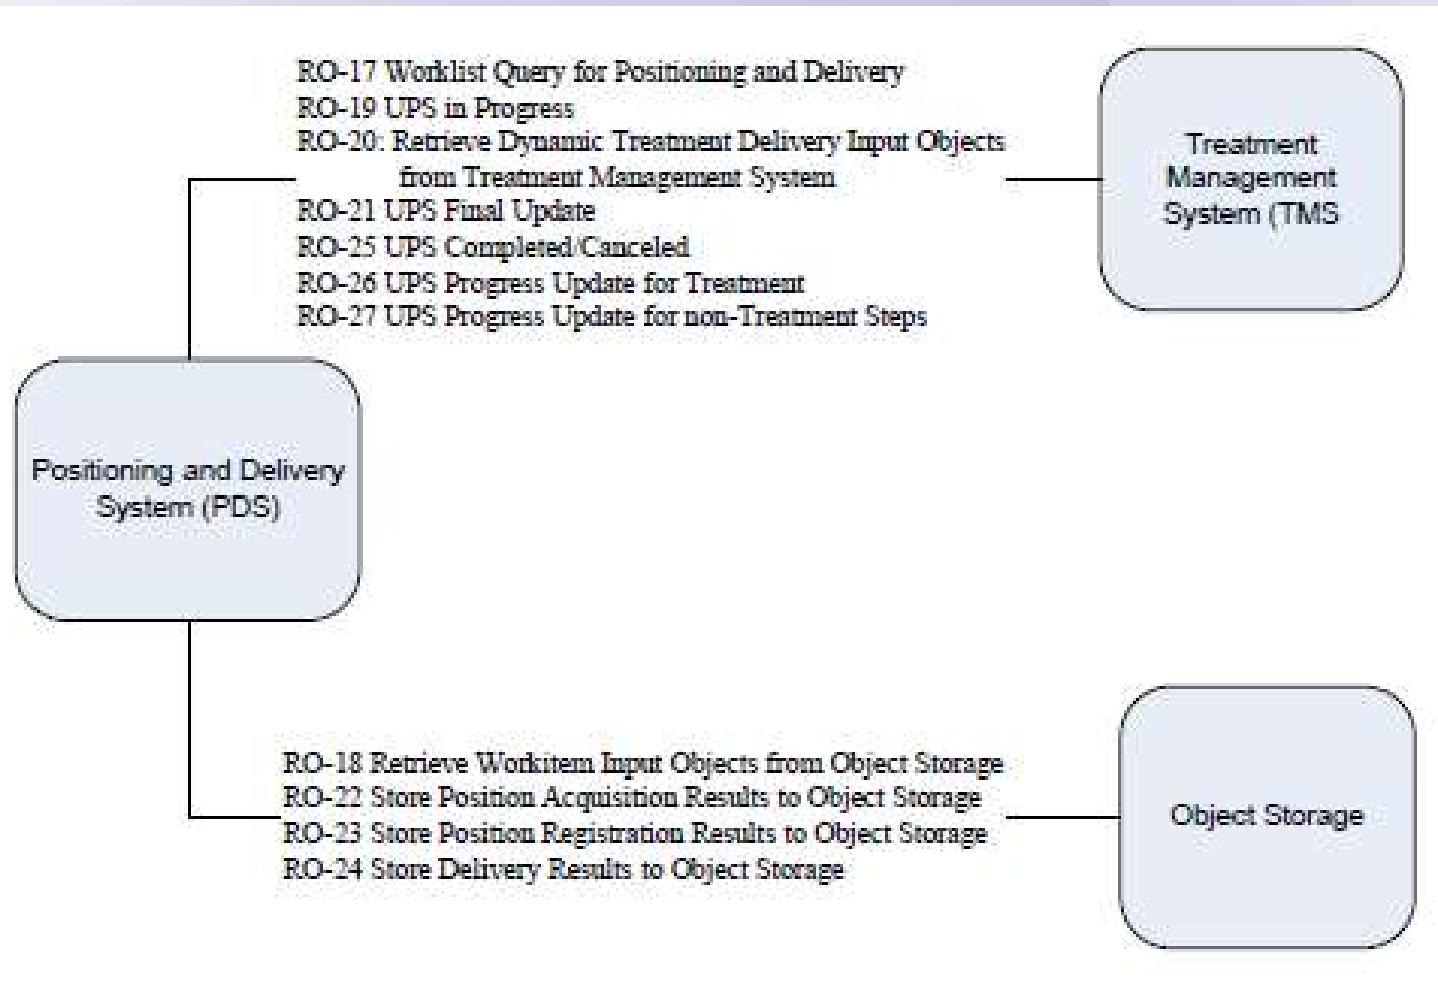 RO-17 Worklist Query for Positioning and Delivery
RO-19 UPS in Progress
RO-20: Retrieve Dynamic Treatment Delivery Input Objects
from Treatment Management System
RO-21 UPS Final Update
RO-25 UPS Completed/Canceled
RO-26 UPS Progress Update for Treatment
RO-27 UPS Progress Update for non-Treatment Steps
Treatment
Management
System (TMS
Positioning and Delivery
System (PDS)
RO-18 Retrieve Workitem Input Objects from Object Storage
RO-22 Store Position Acquisition Results to Object Storage
RO-23 Store Position Registration Results to Object Storage
RO-24 Store Delivery Results to Object Storage
Object Storage